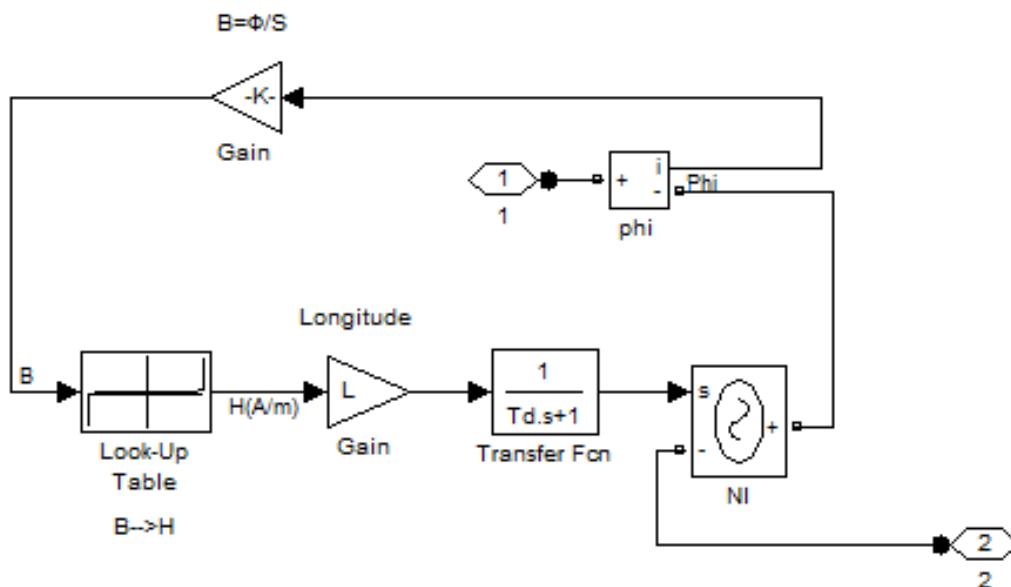 B=Φ/S
-K-
Gain
1
1
+
i
-
Phi
phi
Longitude
B
H(A/m)
L
1
Td.s+1
s
+
-
Look-Up
Table
Gain
Transfer Fcn
NI
B-->H
2
2